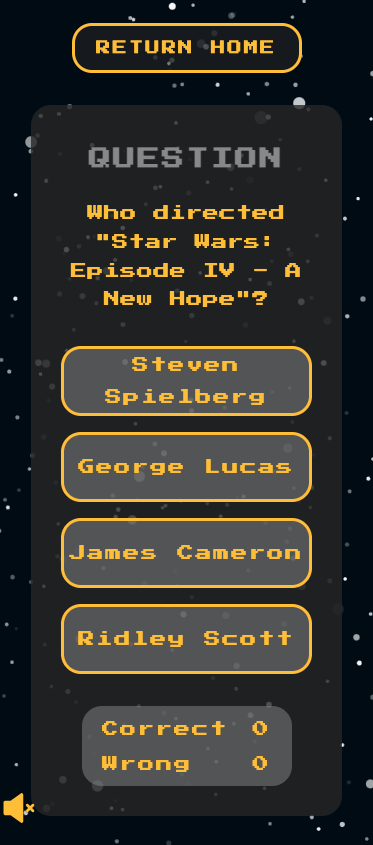 RETURN HOME
QUESTION
Who directed
"Star Wars:
Episode IV - A
New Hope"?
Steven
Spielberg
George Lucas
James Cameron
Ridley Scott
Correct 0
Wrong 0